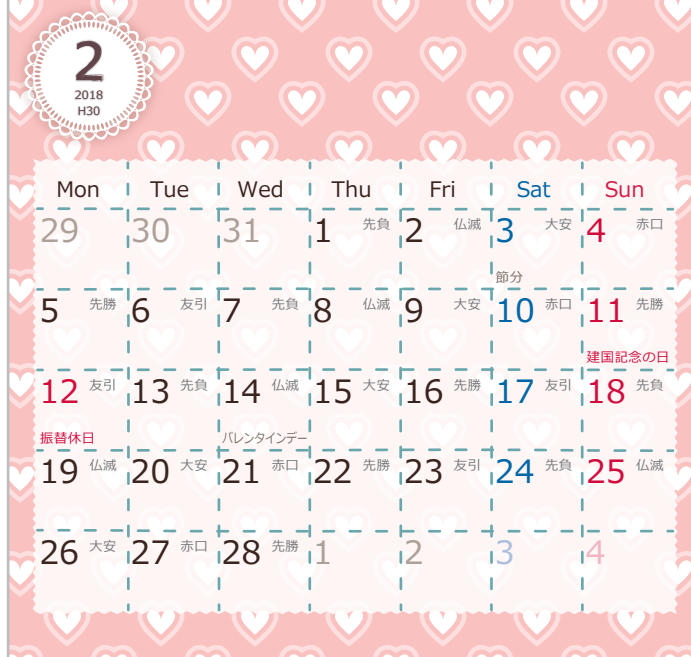 2
2018
H30
Mon Tue Wed Thu Fri Sat Sun
29 30 31 1 先負 2 仏滅 3 大安 4 赤口
節分
5 先勝 6 友引 7 先負 8 仏滅 9 大安 10 赤口 11 先勝
建国記念の日
12 友引 13 先負 14 仏滅 15 大安 16 先勝 17 友引 18 先負
振替休日 バレンタインデー
19 仏滅 20 大安 21 赤口 22 先勝 23 友引 24 先負 25 仏滅
26 大安 27 赤口 28 先勝 1 2 3 4